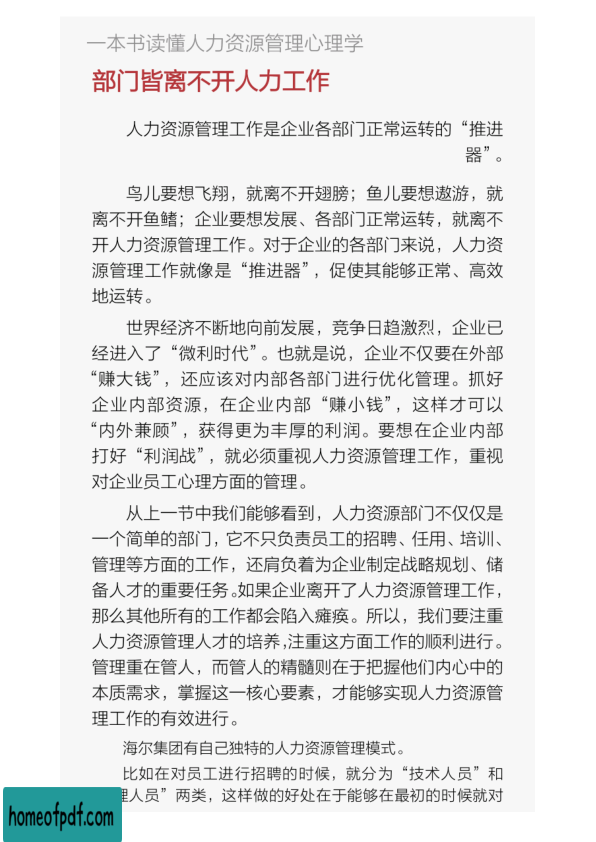 一本书读懂人力资源管理心理学
部门皆离不开人力工作
人力资源管理工作是企业各部门正常运转的“推进
器”。
鸟儿要想飞翔，就离不开翅膀；鱼儿要想遨游，就
离不开鱼鳍；企业要想发展、各部门正常运转，就离不
开人力资源管理工作。对于企业的各部门来说，人力资
源管理工作就像是“推进器”，促使其能够正常、高效
地运转。
世界经济不断地向前发展，竞争日趋激烈，企业已
经进入了“微利时代”。也就是说，企业不仅要在外部
“赚大钱”，还应该对内部各部门进行优化管理。抓好
企业内部资源，在企业内部“赚小钱”，这样才可以
“内外兼顾”，获得更为丰厚的利润。要想在企业内部
打好“利润战”，就必须重视人力资源管理工作，重视
对企业员工心理方面的管理。
从上一节中我们能够看到，人力资源部门不仅仅是
一个简单的部门，它不只负责员工的招聘、任用、培训、
管理等方面的工作，还肩负着为企业制定战略规划、储
备人才的重要任务。如果企业离开了人力资源管理工作，
那么其他所有的工作都会陷入瘫痪。所以，我们要注重
人力资源管理人才的培养，注重这方面工作的顺利进行。
管理重在管人，而管人的精髓则在于把握他们内心中的
本质需求，掌握这一核心要素，才能够实现人力资源管
理工作的有效进行。
海尔集团有自己独特的人力资源管理模式。
比如在对员工进行招聘的时候，就分为“技术人员”和
理人员”两类，这样做的好处在于能够在最初的时候就对
homeofpdf.com